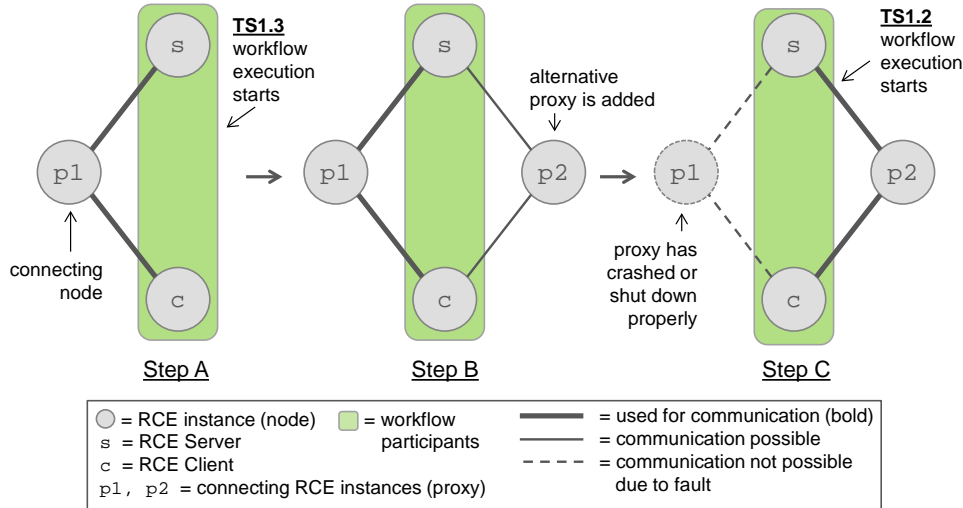 TS1.3
workflow
execution
starts
s
p1
c
connecting
node
Step A
s
alternative
proxy is added
p1
p2
c
Step B
TS1.2
workflow
execution
starts
s
p1
p2
proxy has
crashed or
shut down
properly
c
Step C
= RCE instance (node)
s = RCE Server
c = RCE Client
p1, p2 = connecting RCE instances (proxy)
= workflow
participants
= used for communication (bold)
= communication possible
= communication not possible
due to fault